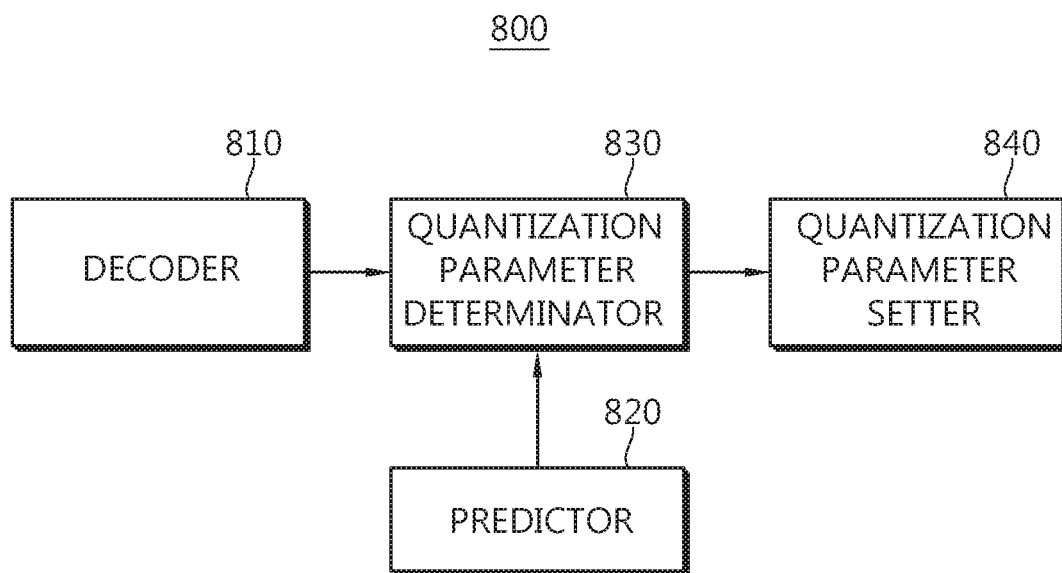 800
810
830
840
DECODER
QUANTIZATION
PARAMETER
DETERMINATOR
QUANTIZATION
PARAMETER
SETTER
820
PREDICTOR